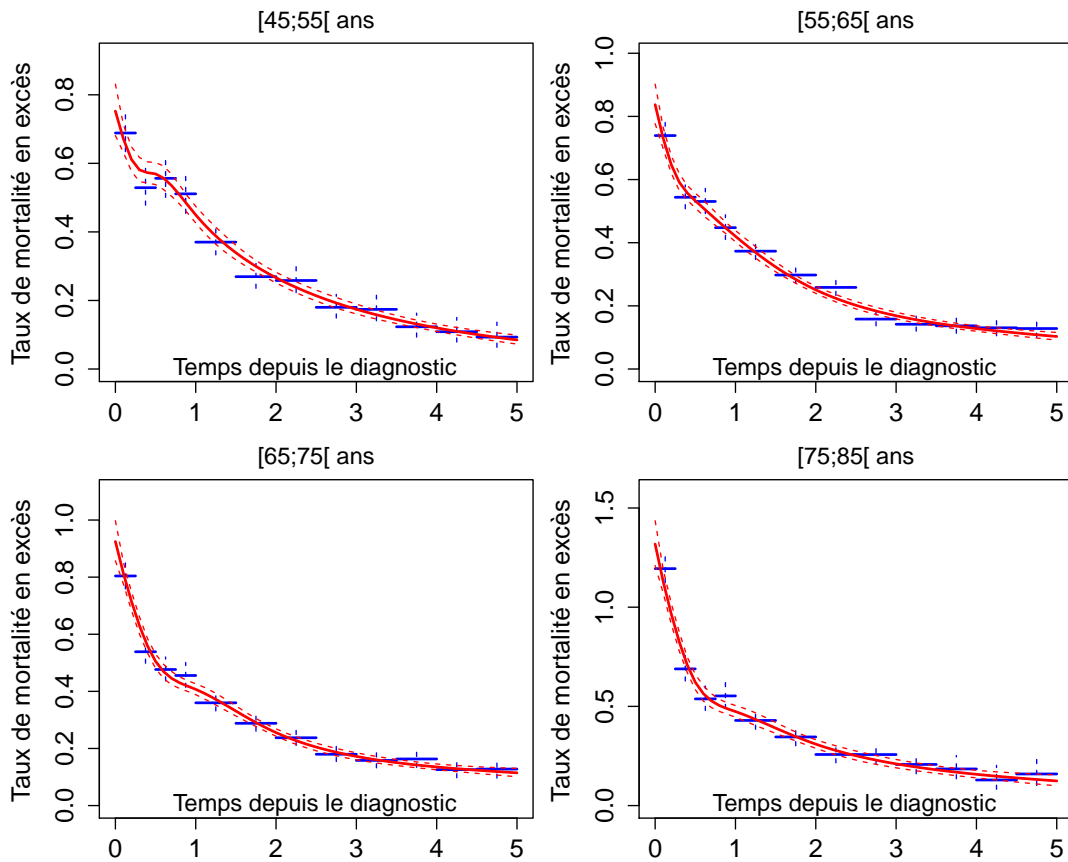 [45;55[ ans
Taux de mortalité en excès
0.0 0.2 0.4 0.6 0.8
Temps depuis le diagnostic
0 1 2 3 4 5
[55;65[ ans
Taux de mortalité en excès
0.0 0.2 0.4 0.6 0.8 1.0
Temps depuis le diagnostic
0 1 2 3 4 5
[65;75[ ans
Taux de mortalité en excès
0.0 0.2 0.4 0.6 0.8 1.0
Temps depuis le diagnostic
0 1 2 3 4 5
[75;85[ ans
Taux de mortalité en excès
0.0 0.5 1.0 1.5
Temps depuis le diagnostic
0 1 2 3 4 5